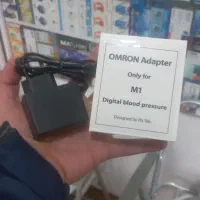 OMRON Adapter
Only for
M1
Digital blood pressure